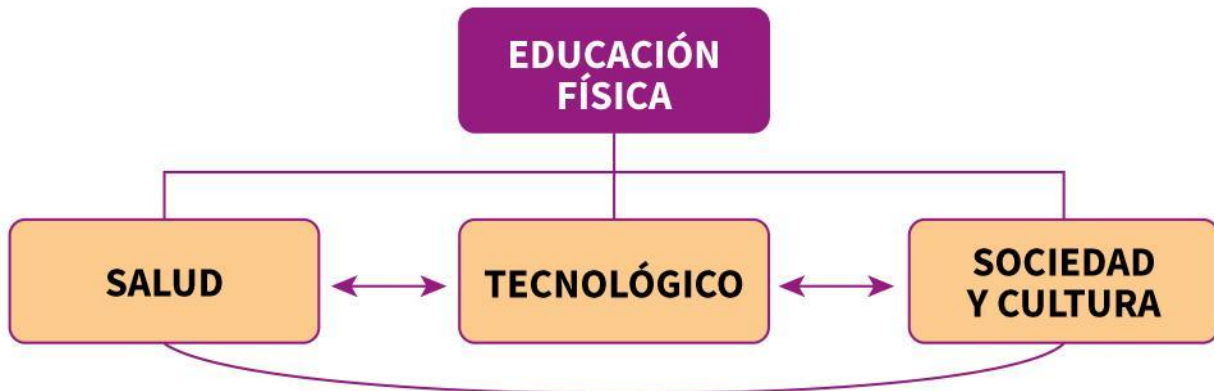 EDUCACIÓN
FÍSICA
SALUD
TECNOLÓGICO
SOCIEDAD
Y CULTURA